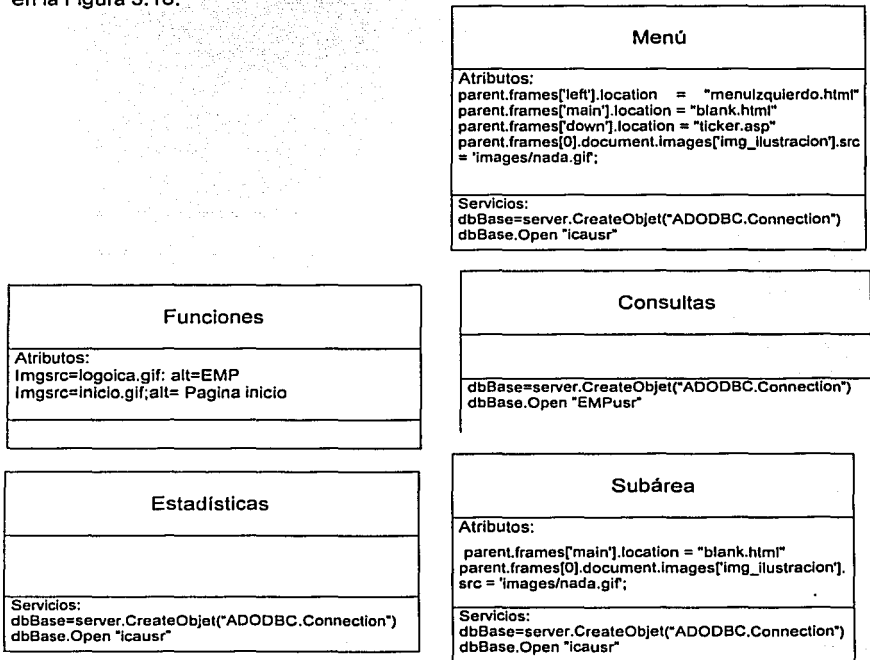 en la Figura 3.18.
Menú
Atributos:
parent.frames['left'].location = "menuIzquierdo.html"
parent.frames['main'].location = "blank.html"
parent.frames['down'].location = "ticker.asp"
parent.frames[0].document.images['img_ilustracion'].src
= 'images/nada.gif';
Servicios:
dbBase=server.CreateObjet("ADODBC.Connection")
dbBase.Open "icausr"
Funciones
Atributos:
Imgsrc=logoica.gif: alt=EMP
Imgsrc=inicio.gif;alt= Pagina inicio
Consultas
dbBase=server.CreateObjet("ADODBC.Connection")
dbBase.Open "EMPusr"
Estadísticas
Servicios:
dbBase=server.CreateObjet("ADODBC.Connection")
dbBase.Open "icausr"
Subárea
Atributos:
parent.frames['main'].location = "blank.html"
parent.frames[0].document.images['img_ilustracion'].
src = 'images/nada.gif';
Servicios:
dbBase=server.CreateObjet("ADODBC.Connection")
dbBase.Open "icausr"